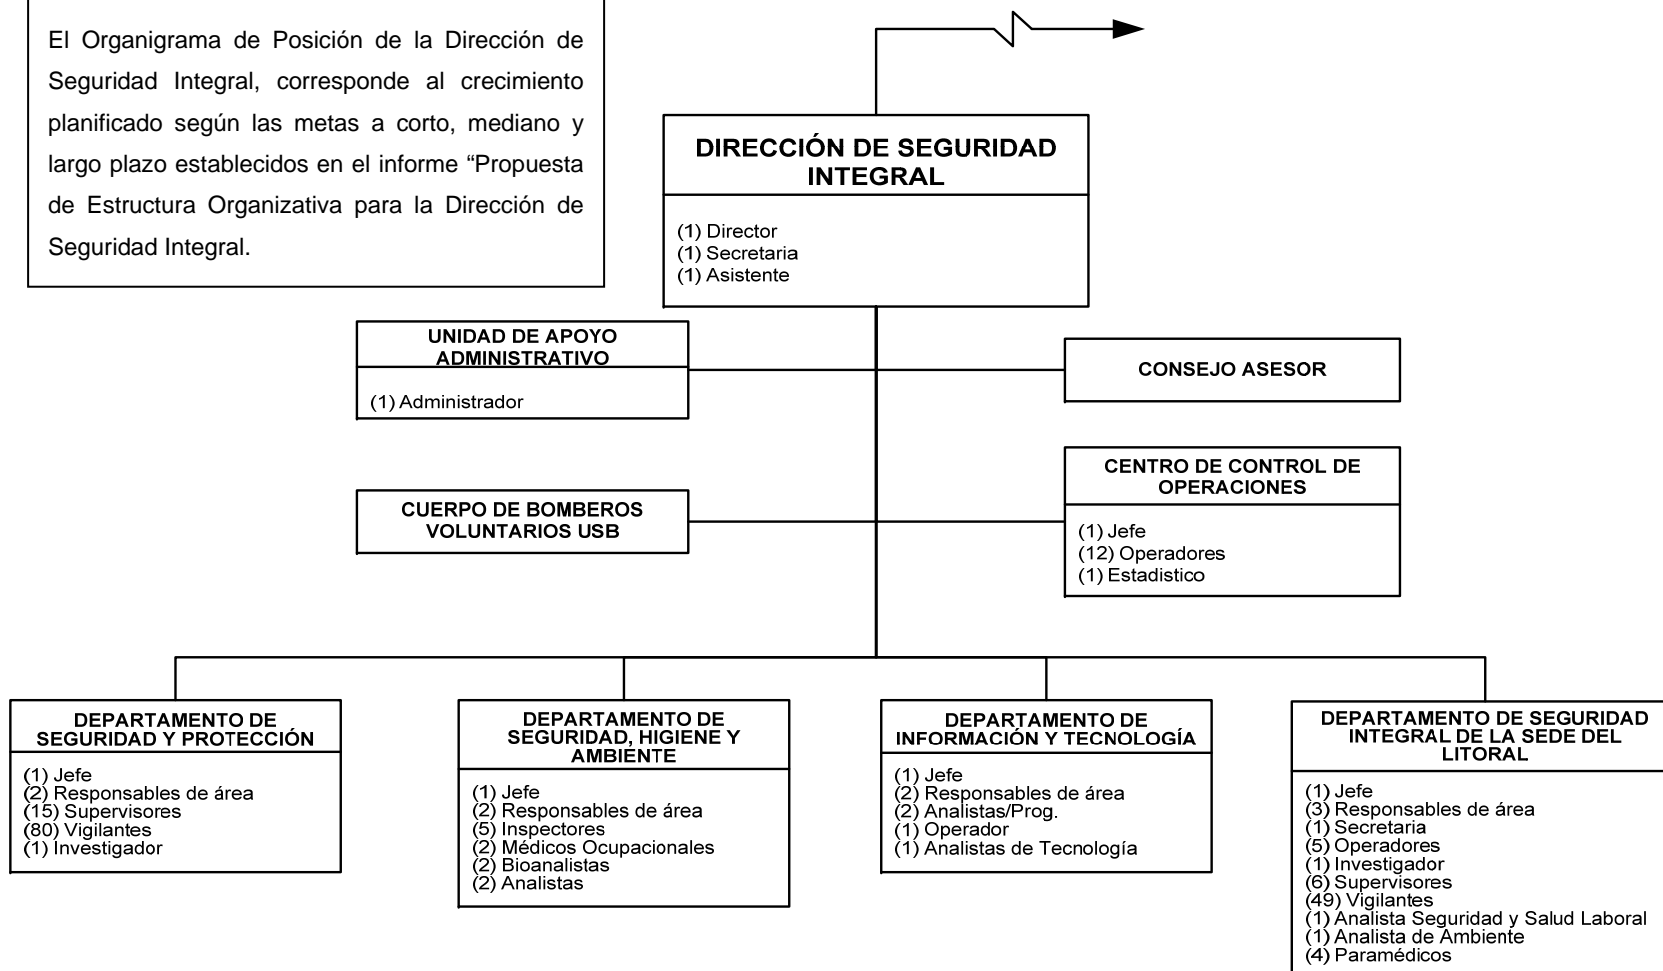 El Organigrama de Posición de la Dirección de
Seguridad Integral, corresponde al crecimiento
planificado según las metas a corto, mediano y
largo plazo establecidos en el informe “Propuesta
de Estructura Organizativa para la Dirección de
Seguridad Integral.
DIRECCIÓN DE SEGURIDAD
INTEGRAL
(1) Director
(1) Secretaria
(1) Asistente
UNIDAD DE APOYO
ADMINISTRATIVO
(1) Administrador
CONSEJO ASESOR
CUERPO DE BOMBEROS
VOLUNTARIOS USB
CENTRO DE CONTROL DE
OPERACIONES
(1) Jefe
(12) Operadores
(1) Estadistico
DEPARTAMENTO DE
SEGURIDAD Y PROTECCIÓN
(1) Jefe
(2) Responsables de área
(15) Supervisores
(80) Vigilantes
(1) Investigador
DEPARTAMENTO DE
SEGURIDAD, HIGIENE Y
AMBIENTE
(1) Jefe
(2) Responsables de área
(5) Inspectores
(2) Médicos Ocupacionales
(2) Bioanalistas
(2) Analistas
DEPARTAMENTO DE
INFORMACIÓN Y TECNOLOGÍA
(1) Jefe
(2) Responsables de área
(2) Analistas/Prog.
(1) Operador
(1) Analistas de Tecnología
DEPARTAMENTO DE SEGURIDAD
INTEGRAL DE LA SEDE DEL
LITORAL
(1) Jefe
(3) Responsables de área
(1) Secretaria
(5) Operadores
(1) Investigador
(6) Supervisores
(49) Vigilantes
(1) Analista Seguridad y Salud Laboral
(1) Analista de Ambiente
(4) Paramédicos